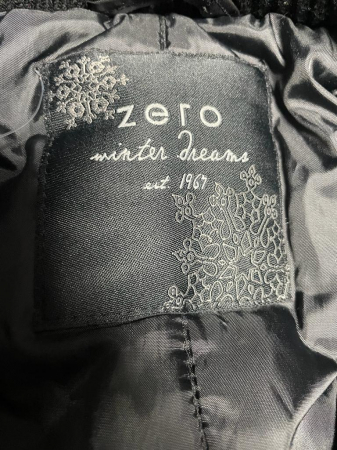 zero
winter dreams
est. 1967